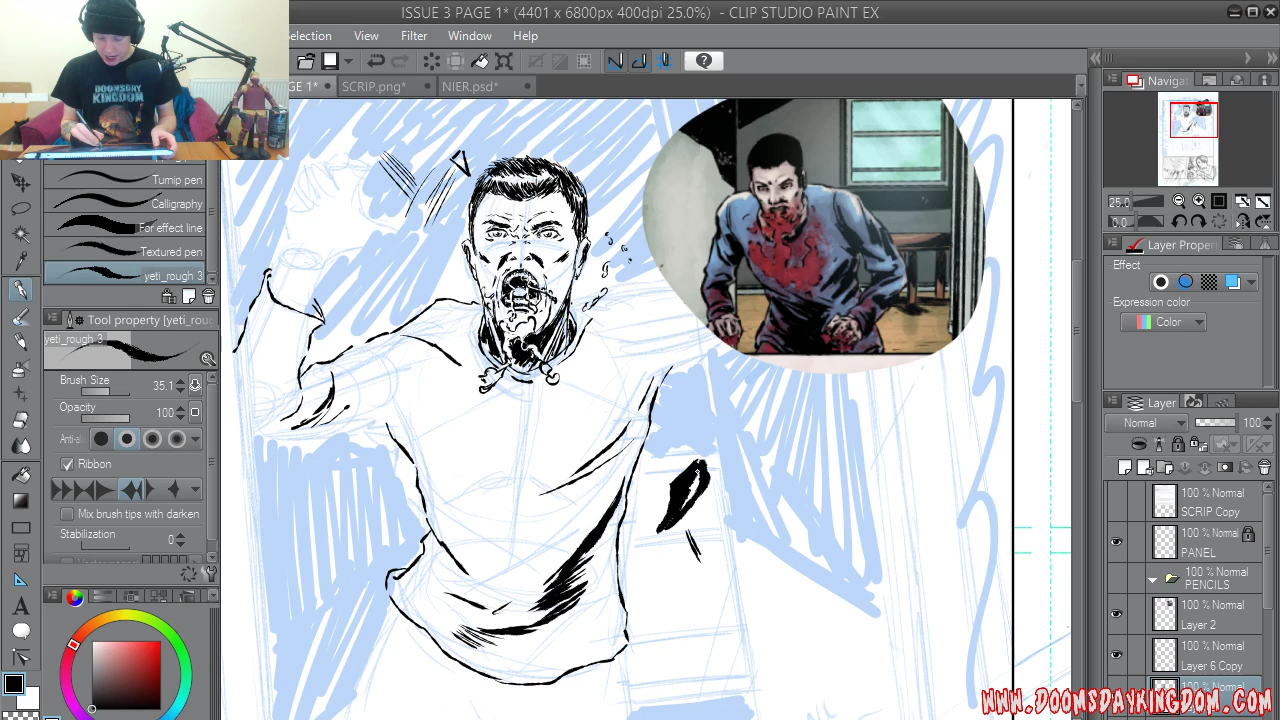 ISSUE 3 PAGE 1* (4401 x 6800px 400dpi 25.0%) - CLIP STUDIO PAINT EX
Selection View Filter Window Help
GE 1* SCRIP.png* NIER.psd*
DOOMSDAY
KINGDOM
Turnip pen
Calligraphy
For effect line
Textured pen
yeti_rough 3
Tool property [yeti_roug
yeti_rough 3
Brush Size 35.1
Opacity 100
Anti-al
Ribbon
Mix brush tips with darken
Stabilization 0
Navigat
25.0
0.0
Layer Propert
Effect
Expression color
Color
Layer
Normal 100
100 % Normal
SCRIP Copy
100 % Normal
PANEL
100 % Normal
PENCILS
100 % Normal
Layer 2
100 % Normal
Layer 6 Copy
100 % Normal
WWW.DOOMSDAYKINGDOM.COM